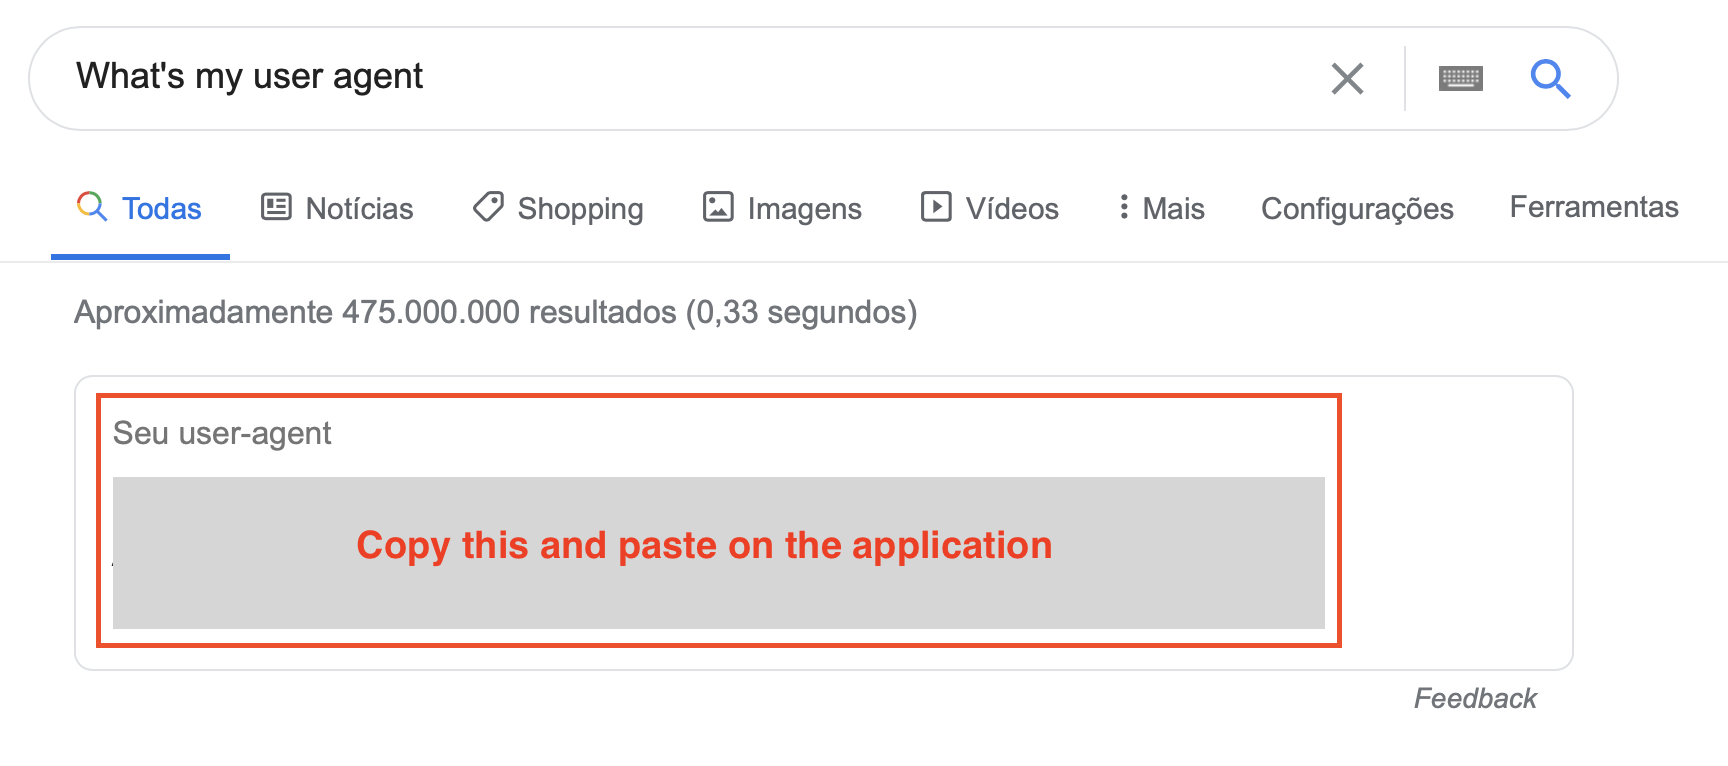 What's my user agent
Todas Notícias Shopping Imagens Vídeos Mais Configurações Ferramentas
Aproximadamente 475.000.000 resultados (0,33 segundos)
Seu user-agent
Copy this and paste on the application
Feedback